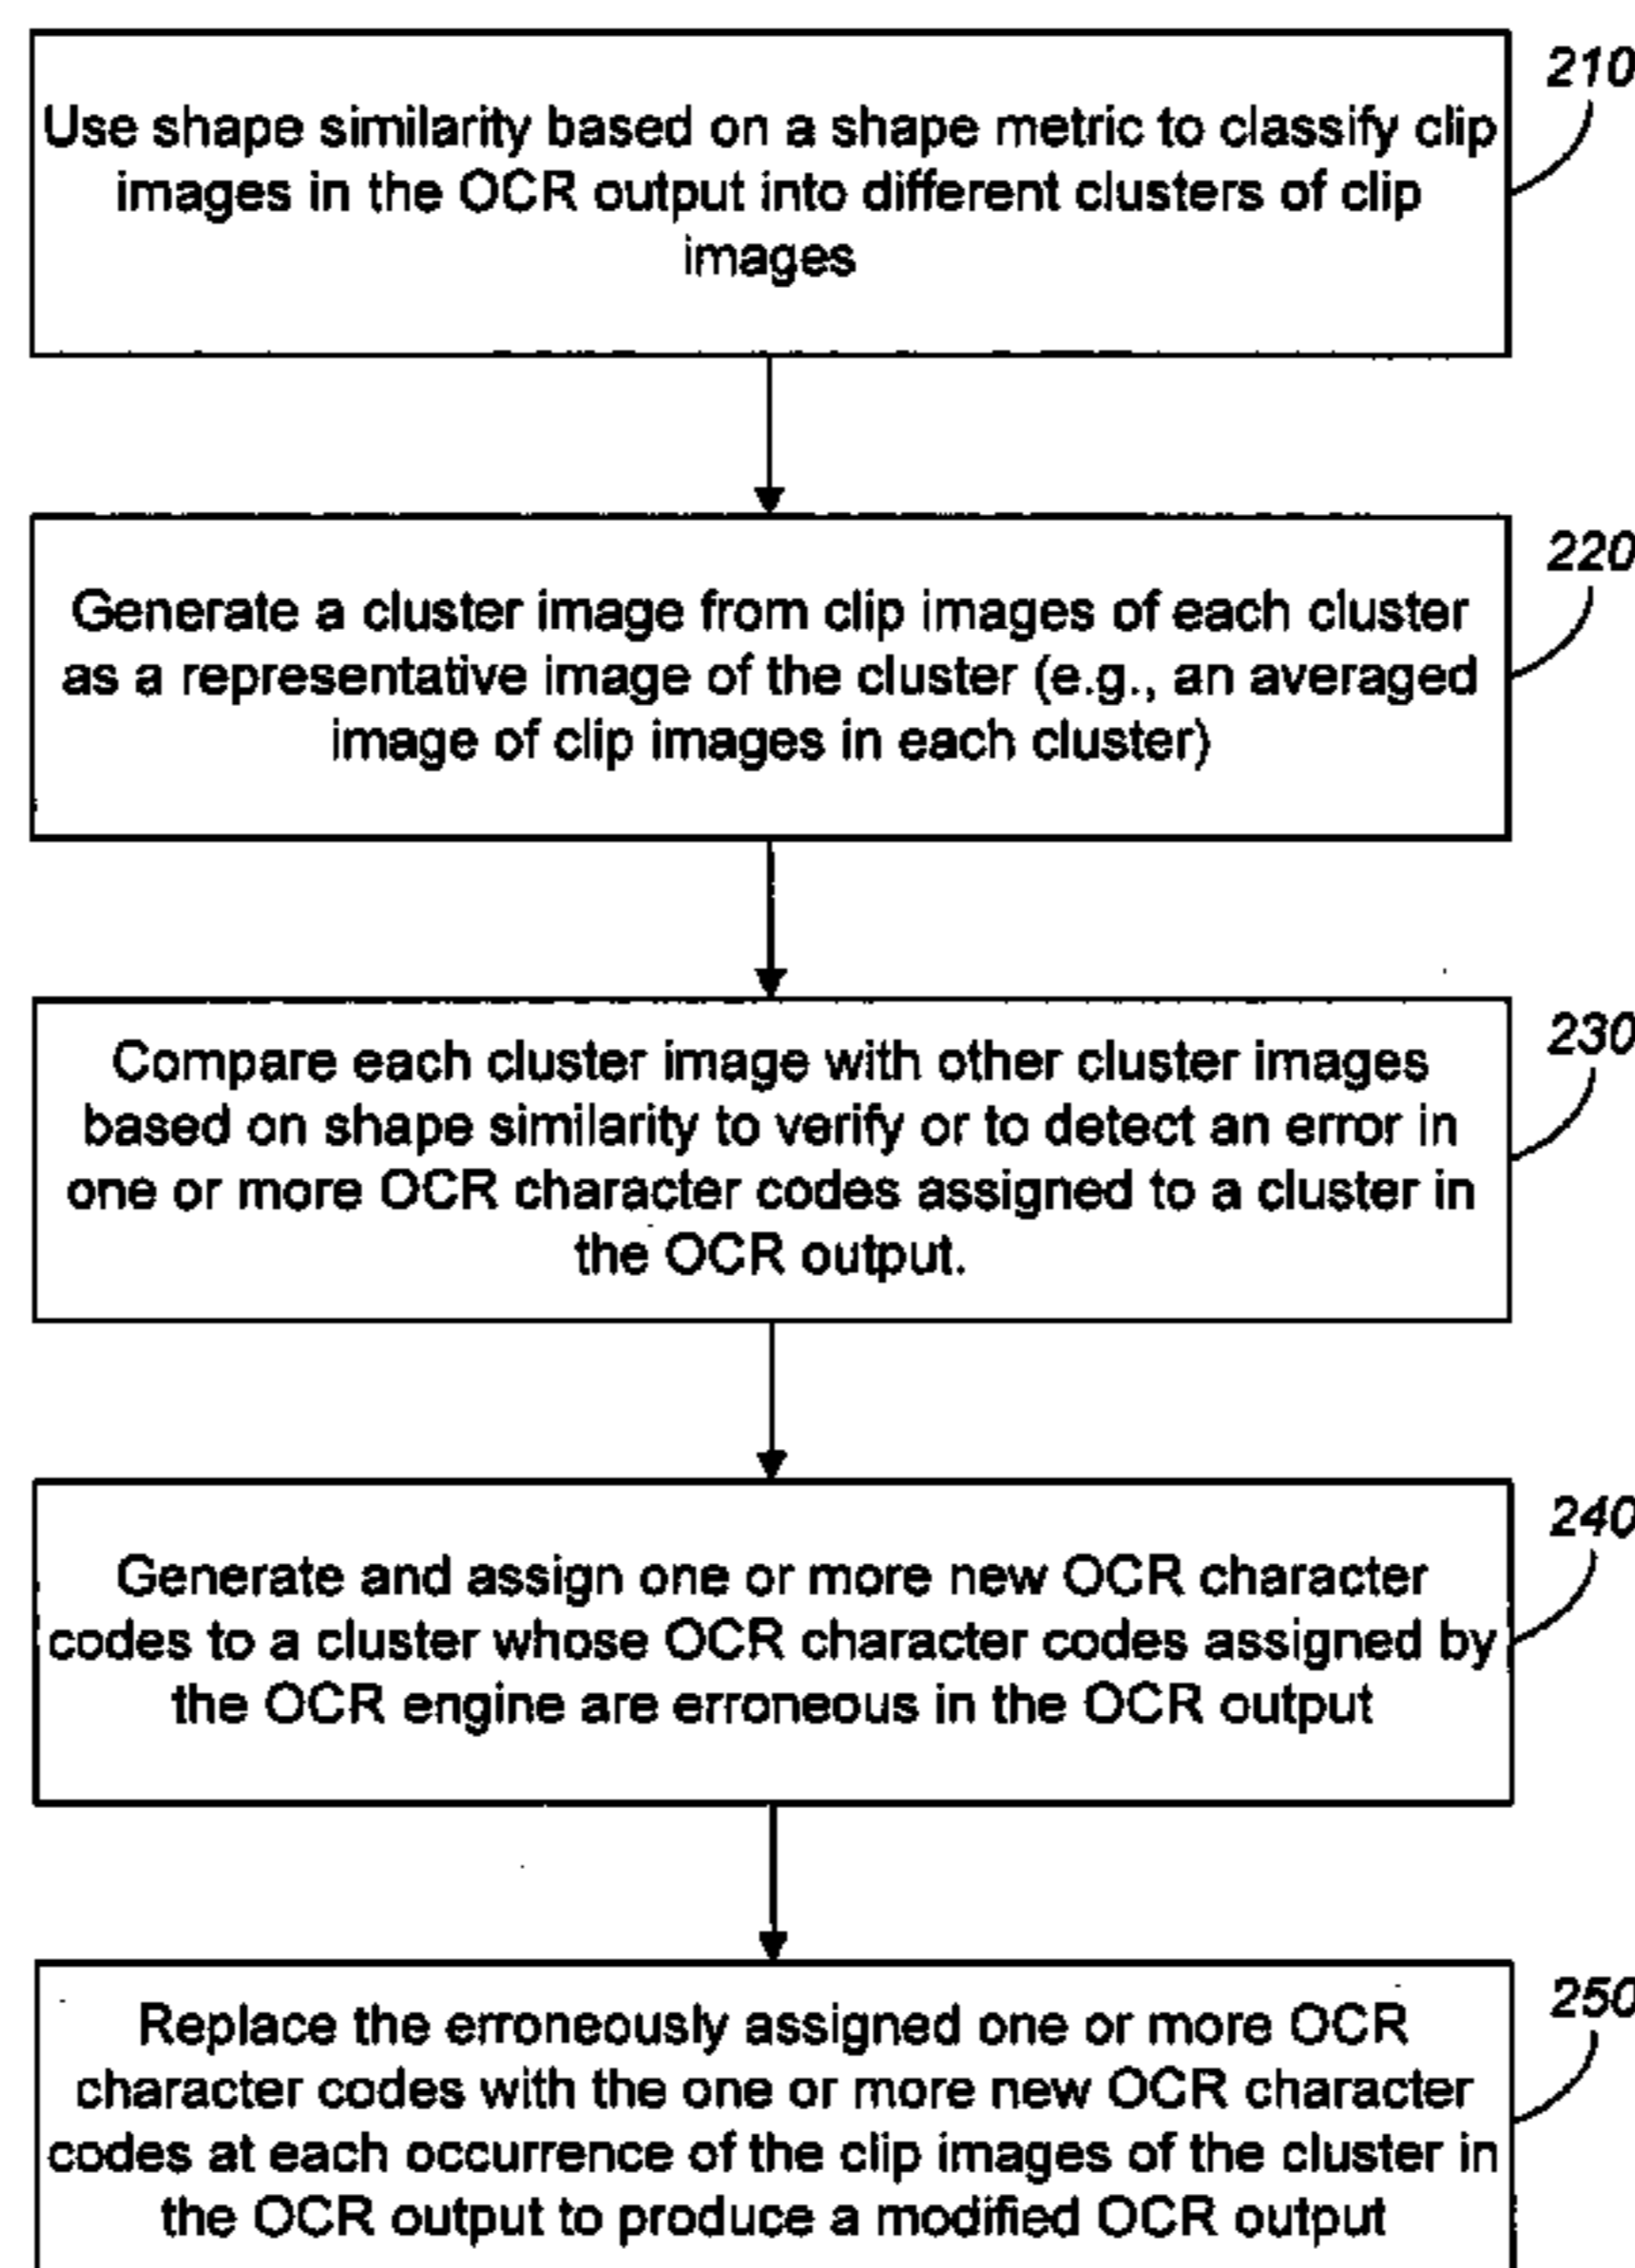 210
Use shape similarity based on a shape metric to classify clip
images in the OCR output into different clusters of clip
images
220
Generate a cluster image from clip images of each cluster
as a representative image of the cluster (e.g., an averaged
image of clip images in each cluster)
230
Compare each cluster image with other cluster images
based on shape similarity to verify or to detect an error in
one or more OCR character codes assigned to a cluster in
the OCR output.
240
Generate and assign one or more new OCR character
codes to a cluster whose OCR character codes assigned by
the OCR engine are erroneous in the OCR output
250
Replace the erroneously assigned one or more OCR
character codes with the one or more new OCR character
codes at each occurrence of the clip images of the cluster in
the OCR output to produce a modified OCR output